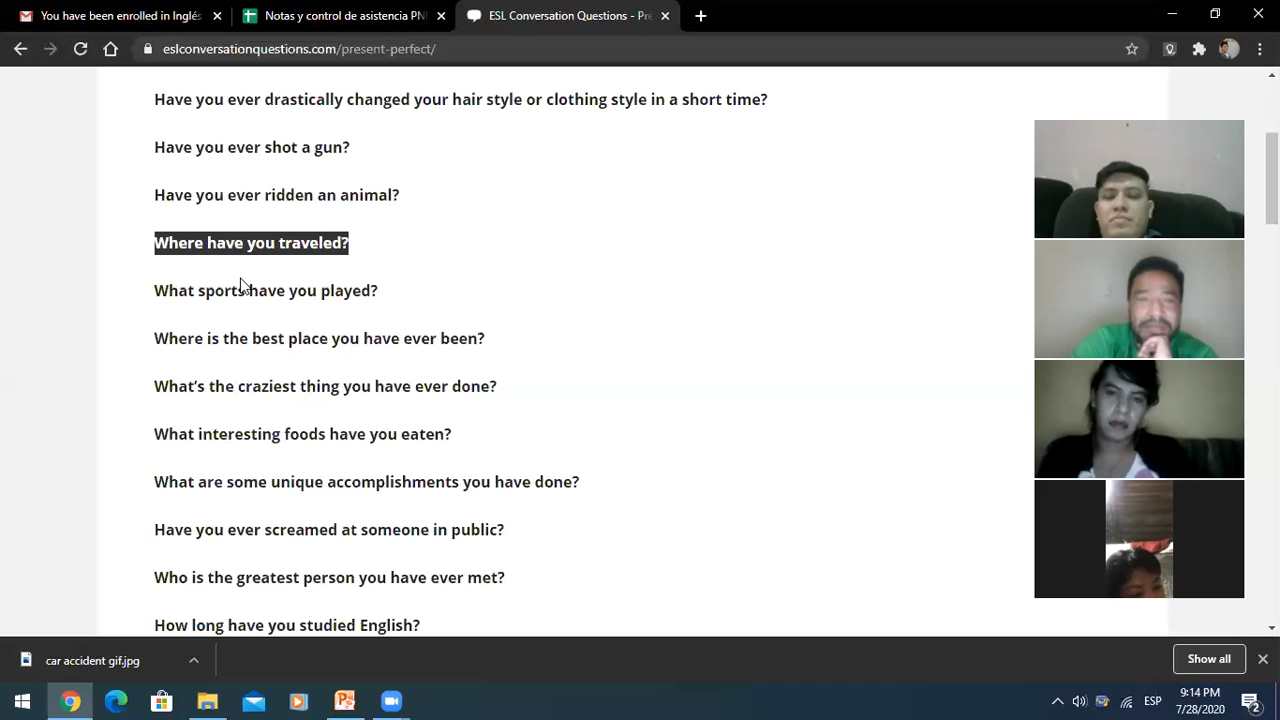 You have been enrolled in Inglés
Notas y control de asistencia PNI
ESL Conversation Questions - Pre
eslconversationquestions.com/present-perfect/
Have you ever drastically changed your hair style or clothing style in a short time?
Have you ever shot a gun?
Have you ever ridden an animal?
Where have you traveled?
What sports have you played?
Where is the best place you have ever been?
What's the craziest thing you have ever done?
What interesting foods have you eaten?
What are some unique accomplishments you have done?
Have you ever screamed at someone in public?
Who is the greatest person you have ever met?
How long have you studied English?
car accident gif.jpg
Show all
ESP
9:14 PM
7/28/2020
2